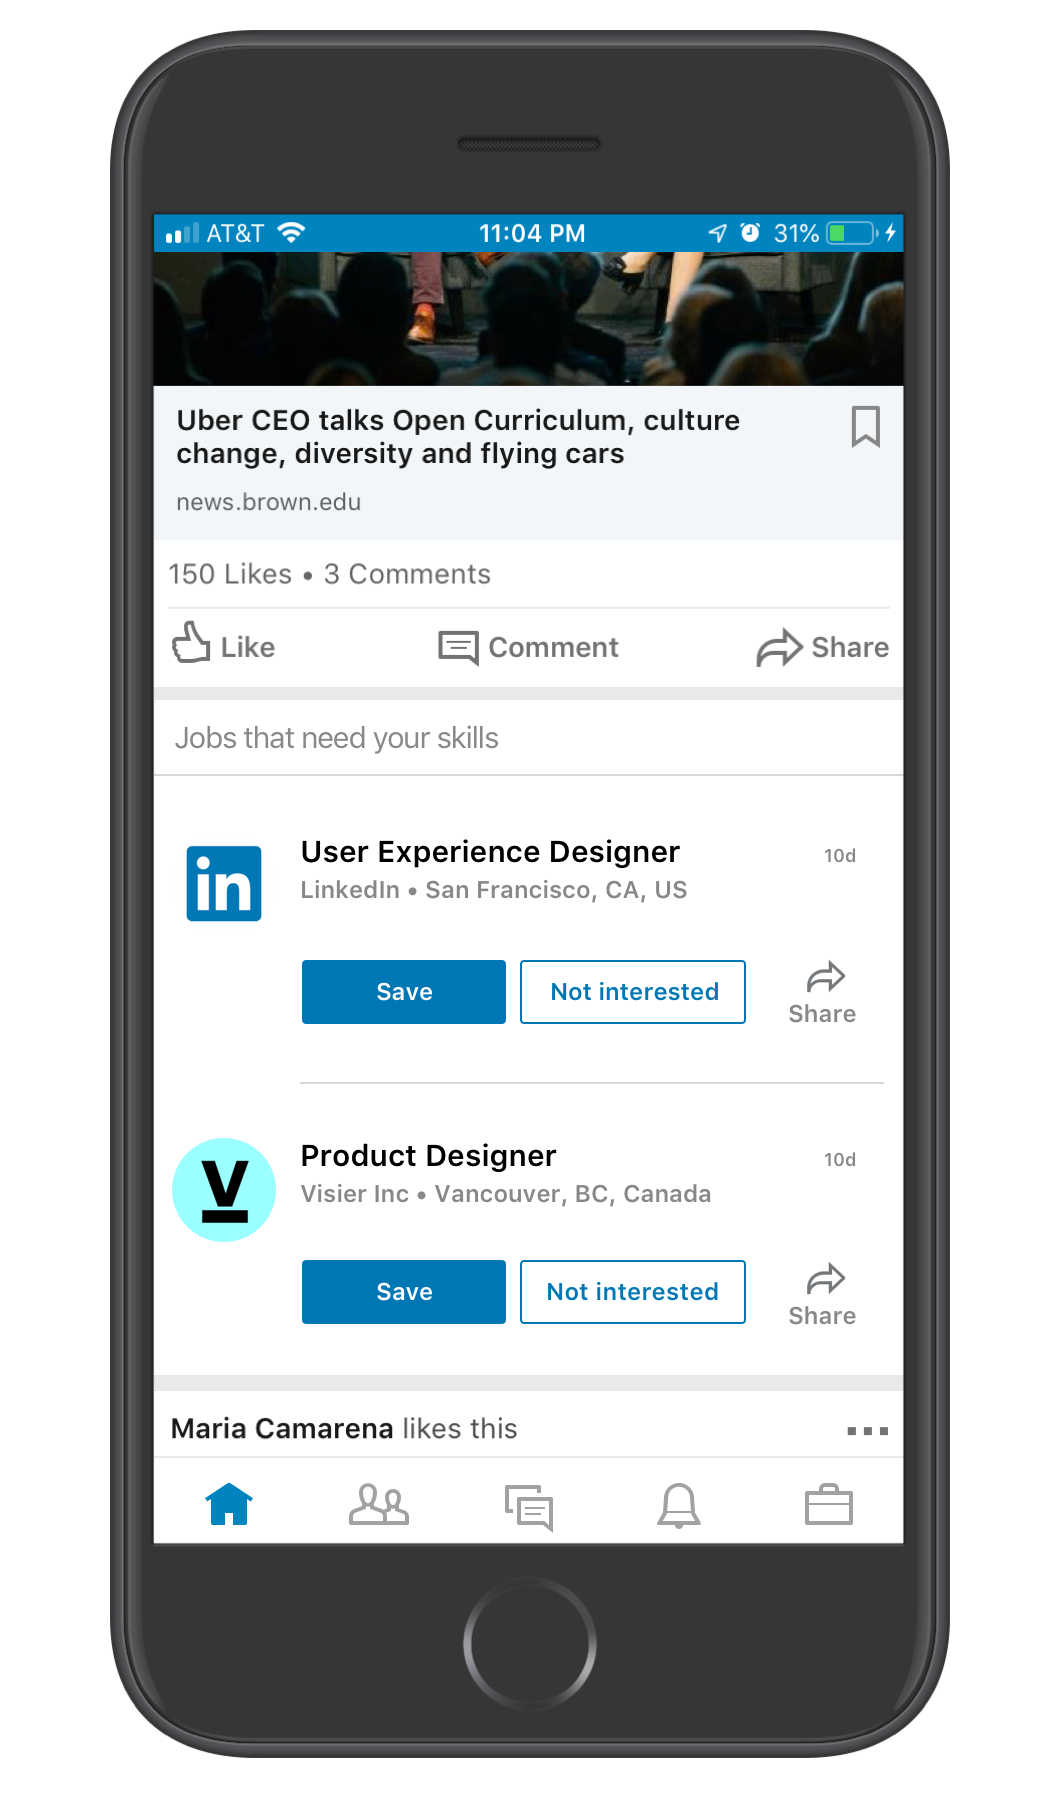 AT&T 11:04 PM 31%
Uber CEO talks Open Curriculum, culture
change, diversity and flying cars
news.brown.edu
150 Likes • 3 Comments
Like Comment Share
Jobs that need your skills
in
User Experience Designer 10d
LinkedIn • San Francisco, CA, US
Save Not interested Share
V
Product Designer 10d
Visier Inc • Vancouver, BC, Canada
Save Not interested Share
Maria Camarena likes this